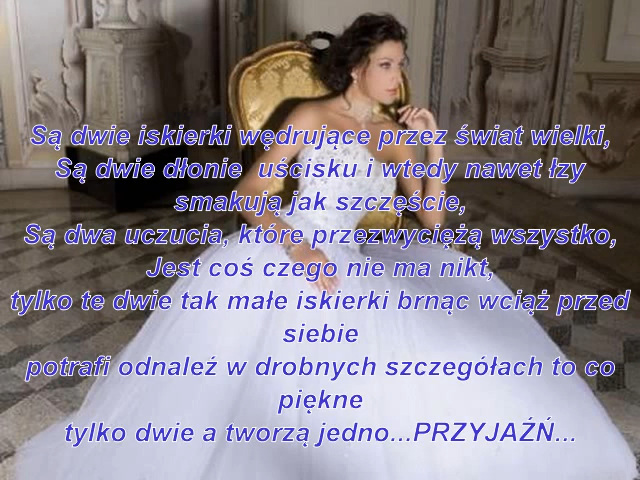 Są dwie iskierki wędrujące przez świat wielki,
Są dwie dłonie  uścisku i wtedy nawet łzy
smakują jak szczęście,
Są dwa uczucia, które przezwyciężą wszystko,
Jest coś czego nie ma nikt,
tylko te dwie tak małe iskierki brnąc wciąż przed
siebie
potrafi odnaleź w drobnych szczegółach to co
piękne
tylko dwie a tworzą jedno...PRZYJAŹŃ...